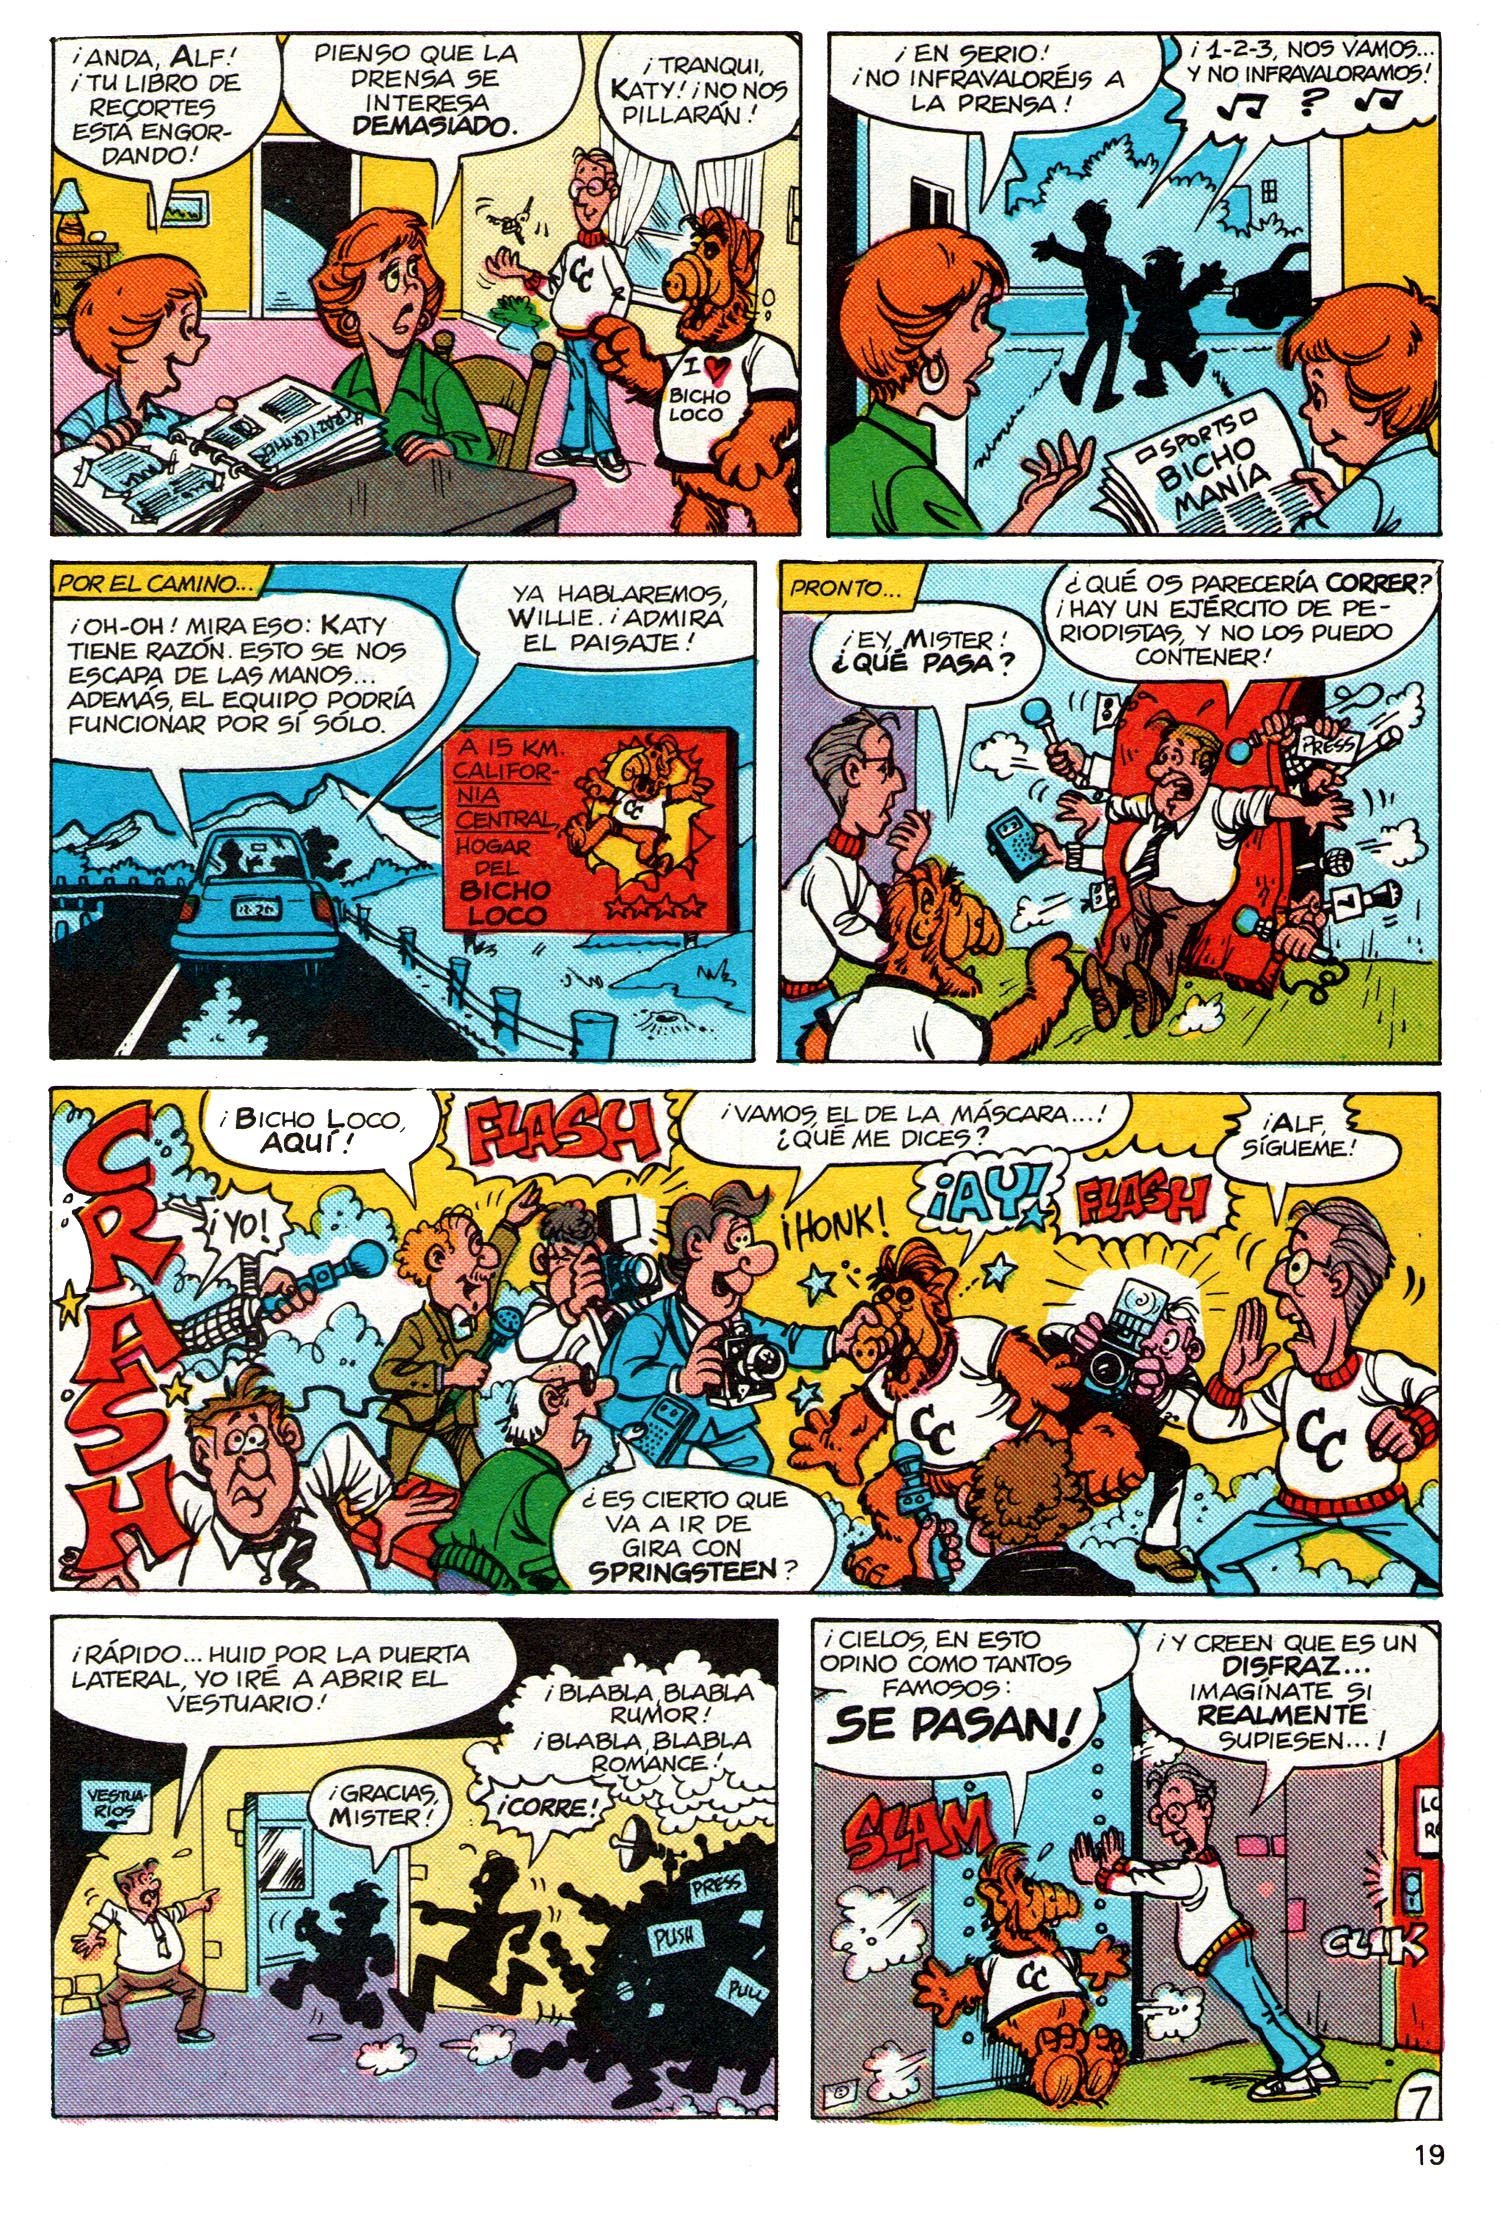 ¡ANDA, ALF!
¡TU LIBRO DE
RECORTES
ESTA ENGOR-
DANDO!
PIENSO QUE LA
PRENSA SE
INTERESA
DEMASIADO.
¡TRANQUI,
KATY! ¡NO NOS
PILLARÁN!
CC
I
BICHO
LOCO
¡EN SERIO!
¡NO INFRAVALORÉIS A
LA PRENSA!
¡1-2-3, NOS VAMOS...
Y NO INFRAVALORAMOS!
?
SPORTS
BICHO
MANÍA
POR EL CAMINO...
¡OH-OH! MIRA ESO: KATY
TIENE RAZÓN. ESTO SE NOS
ESCAPA DE LAS MANOS...
ADEMÁS, EL EQUIPO PODRÍA
FUNCIONAR POR SÍ SÓLO.
YA HABLAREMOS,
WILLIE. ¡ADMIRA
EL PAISAJE!
A 15 KM.
CALIFOR-
NIA
CENTRAL,
HOGAR
DEL
BICHO
LOCO
CC
PRONTO...
¡EY, MISTER!
¿QUÉ PASA?
¿QUÉ OS PARECERÍA CORRER?
¡HAY UN EJÉRCITO DE PE-
RIODISTAS, Y NO LOS PUEDO
CONTENER!
PRESS
7
CRASH
¡YO!
¡BICHO LOCO,
AQUÍ!
FLASH
¡VAMOS, EL DE LA MÁSCARA...!
¿QUÉ ME DICES?
¡HONK!
¡AY!
FLASH
¡ALF,
SÍGUEME!
CC
CC
¿ES CIERTO QUE
VA A IR DE
GIRA CON
SPRINGSTEEN?
¡RÁPIDO... HUID POR LA PUERTA
LATERAL, YO IRÉ A ABRIR EL
VESTUARIO!
VESTUA-
RIOS
¡GRACIAS,
MISTER!
¡CORRE!
¡BLABLA, BLABLA
RUMOR!
¡BLABLA, BLABLA
ROMANCE!
PRESS
PUSH
PULL
¡CIELOS, EN ESTO
OPINO COMO TANTOS
FAMOSOS:
SE PASAN!
¡Y CREEN QUE ES UN
DISFRAZ...
IMAGÍNATE SI
REALMENTE
SUPIESEN...!
SLAM
CC
LO
RO
CLIK
7
19